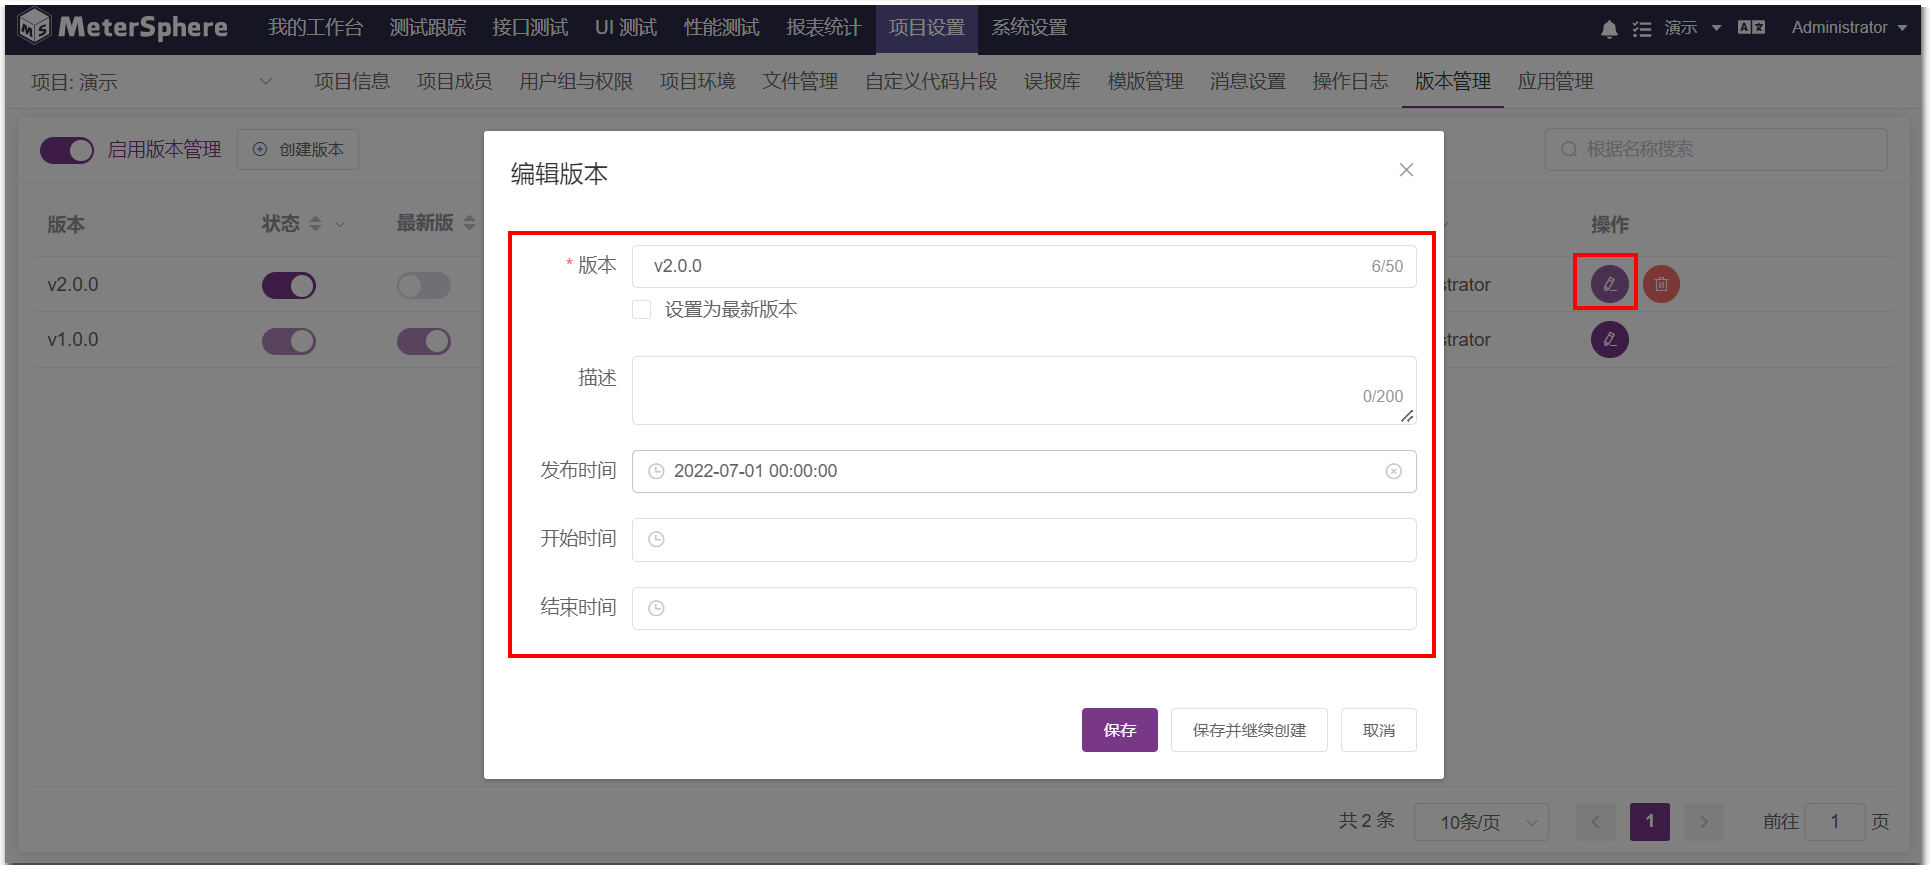 MeterSphere 我的工作台 测试跟踪 接口测试 UI 测试 性能测试 报表统计 项目设置 系统设置 演示 Administrator
项目: 演示 项目信息 项目成员 用户组与权限 项目环境 文件管理 自定义代码片段 误报库 模版管理 消息设置 操作日志 版本管理 应用管理
启用版本管理 创建版本 根据名称搜索
编辑版本
版本 状态 最新版 操作
* 版本 v2.0.0 6/50
v2.0.0 strator
设置为最新版本
v1.0.0 strator
描述
0/200
发布时间 2022-07-01 00:00:00
开始时间
结束时间
保存 保存并继续创建 取消
共 2 条 10条/页 1 前往 1 页